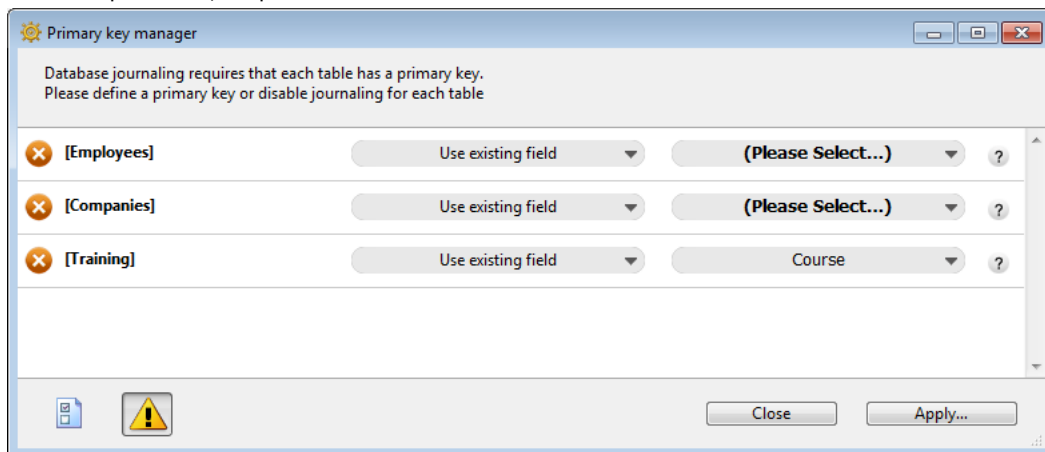 Primary key manager
Database journaling requires that each table has a primary key.
Please define a primary key or disable journaling for each table
[Employees] Use existing field (Please Select...) ?
[Companies] Use existing field (Please Select...) ?
[Training] Use existing field Course ?
Close Apply...